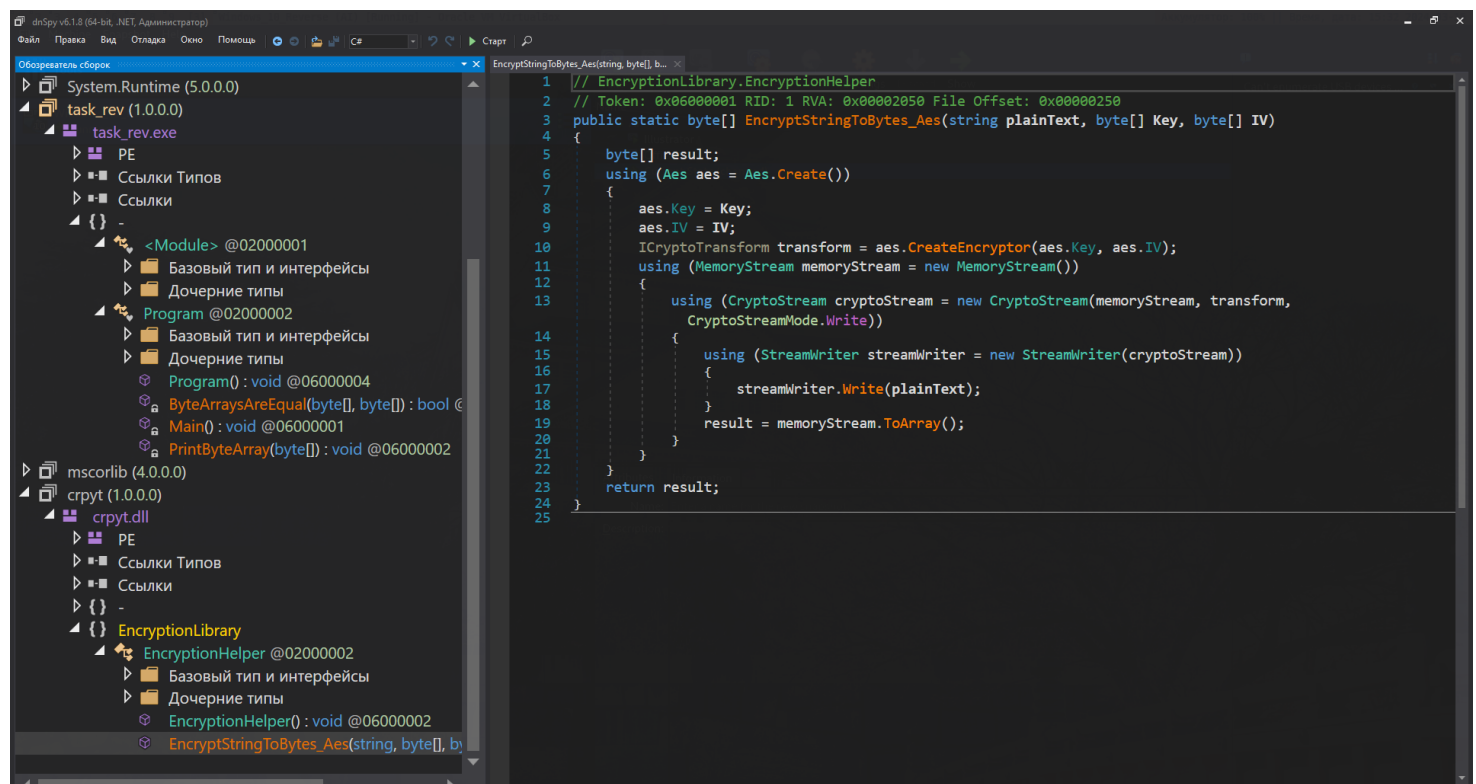 dnSpy v6.1.8 (64-bit, .NET, Администратор)
Файл Правка Вид Отладка Окно Помощь C# Старт
Обозреватель сборок
System.Runtime (5.0.0.0)
task_rev (1.0.0.0)
task_rev.exe
PE
Ссылки Типов
Ссылки
{ } -
<Module> @02000001
Базовый тип и интерфейсы
Дочерние типы
Program @02000002
Базовый тип и интерфейсы
Дочерние типы
Program() : void @06000004
ByteArraysAreEqual(byte[], byte[]) : bool @
Main() : void @06000001
PrintByteArray(byte[]) : void @06000002
mscorlib (4.0.0.0)
crpyt (1.0.0.0)
crpyt.dll
PE
Ссылки Типов
Ссылки
{ } -
{ } EncryptionLibrary
EncryptionHelper @02000002
Базовый тип и интерфейсы
Дочерние типы
EncryptionHelper() : void @06000002
EncryptStringToBytes_Aes(string, byte[], by
EncryptStringToBytes_Aes(string, byte[], b...
1 // EncryptionLibrary.EncryptionHelper
2 // Token: 0x06000001 RID: 1 RVA: 0x00002050 File Offset: 0x00000250
3 public static byte[] EncryptStringToBytes_Aes(string plainText, byte[] Key, byte[] IV)
4 {
5 byte[] result;
6 using (Aes aes = Aes.Create())
7 {
8 aes.Key = Key;
9 aes.IV = IV;
10 ICryptoTransform transform = aes.CreateEncryptor(aes.Key, aes.IV);
11 using (MemoryStream memoryStream = new MemoryStream())
12 {
13 using (CryptoStream cryptoStream = new CryptoStream(memoryStream, transform,
CryptoStreamMode.Write))
14 {
15 using (StreamWriter streamWriter = new StreamWriter(cryptoStream))
16 {
17 streamWriter.Write(plainText);
18 }
19 result = memoryStream.ToArray();
20 }
21 }
22 }
23 return result;
24 }
25